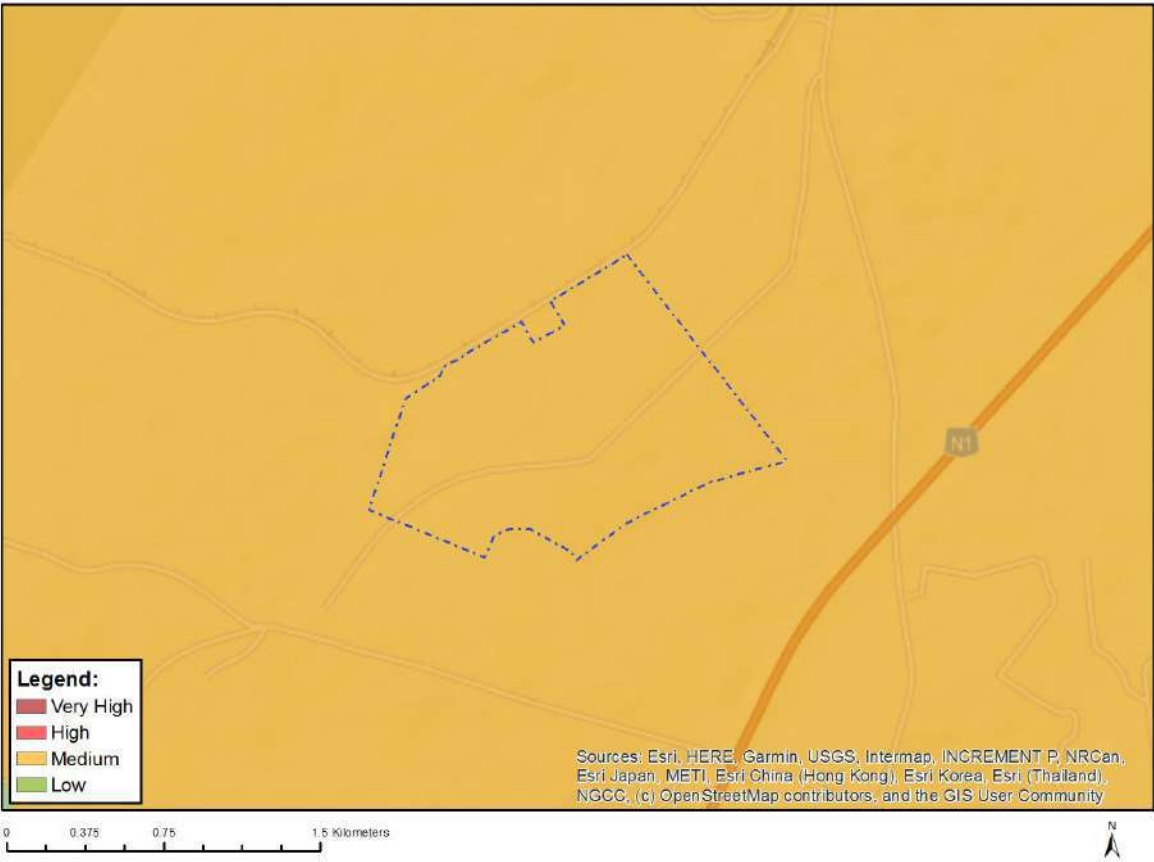 N1
Legend:
Very High
High
Medium
Low
Sources: Esri, HERE, Garmin, USGS, Intermap, INCREMENT P, NRCan,
Esri Japan, METI, Esri China (Hong Kong), Esri Korea, Esri (Thailand),
NGCC, (c) OpenStreetMap contributors, and the GIS User Community
0 0.375 0.75 1.5 Kilometers
N